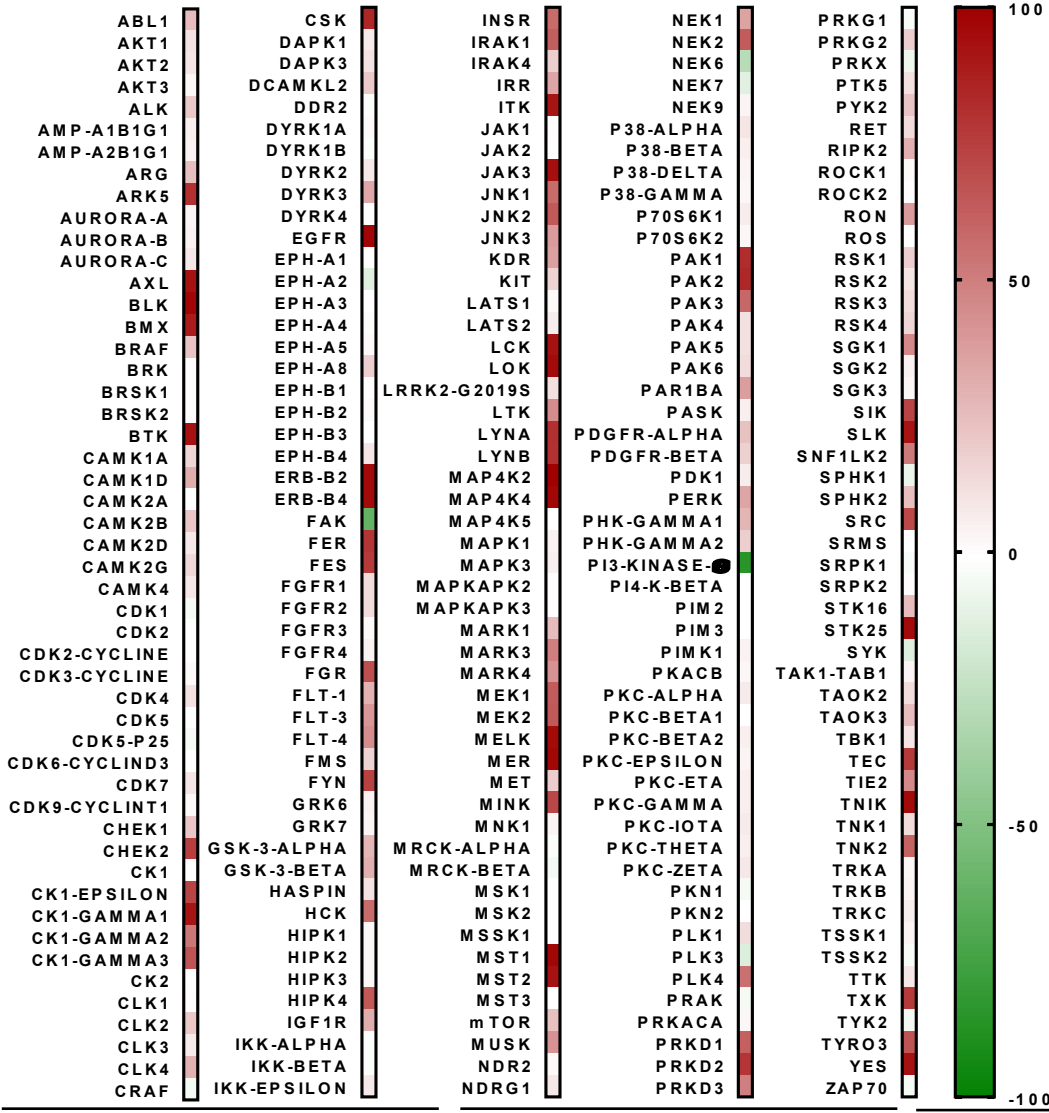 ABL1
AKT1
AKT2
AKT3
ALK
AMP-A1B1G1
AMP-A2B1G1
ARG
ARK5
AURORA-A
AURORA-B
AURORA-C
AXL
BLK
BMX
BRAF
BRK
BRSK1
BRSK2
BTK
CAMK1A
CAMK1D
CAMK2A
CAMK2B
CAMK2D
CAMK2G
CAMK4
CDK1
CDK2
CDK2-CYCLINE
CDK3-CYCLINE
CDK4
CDK5
CDK5-P25
CDK6-CYCLIND3
CDK7
CDK9-CYCLINT1
CHEK1
CHEK2
CK1
CK1-EPSILON
CK1-GAMMA1
CK1-GAMMA2
CK1-GAMMA3
CK2
CLK1
CLK2
CLK3
CLK4
CRAF
CSK
DAPK1
DAPK3
DCAMKL2
DDR2
DYRK1A
DYRK1B
DYRK2
DYRK3
DYRK4
EGFR
EPH-A1
EPH-A2
EPH-A3
EPH-A4
EPH-A5
EPH-A8
EPH-B1
EPH-B2
EPH-B3
EPH-B4
ERB-B2
ERB-B4
FAK
FER
FES
FGFR1
FGFR2
FGFR3
FGFR4
FGR
FLT-1
FLT-3
FLT-4
FMS
FYN
GRK6
GRK7
GSK-3-ALPHA
GSK-3-BETA
HASPIN
HCK
HIPK1
HIPK2
HIPK3
HIPK4
IGF1R
IKK-ALPHA
IKK-BETA
IKK-EPSILON
INSR
IRAK1
IRAK4
IRR
ITK
JAK1
JAK2
JAK3
JNK1
JNK2
JNK3
KDR
KIT
LATS1
LATS2
LCK
LOK
LRRK2-G2019S
LTK
LYNA
LYNB
MAP4K2
MAP4K4
MAP4K5
MAPK1
MAPK3
MAPKAPK2
MAPKAPK3
MARK1
MARK3
MARK4
MEK1
MEK2
MELK
MER
MET
MINK
MNK1
MRCK-ALPHA
MRCK-BETA
MSK1
MSK2
MSSK1
MST1
MST2
MST3
mTOR
MUSK
NDR2
NDRG1
NEK1
NEK2
NEK6
NEK7
NEK9
P38-ALPHA
P38-BETA
P38-DELTA
P38-GAMMA
P70S6K1
P70S6K2
PAK1
PAK2
PAK3
PAK4
PAK5
PAK6
PAR1BA
PASK
PDGFR-ALPHA
PDGFR-BETA
PDK1
PERK
PHK-GAMMA1
PHK-GAMMA2
PI3-KINASE-
PI4-K-BETA
PIM2
PIM3
PIMK1
PKACB
PKC-ALPHA
PKC-BETA1
PKC-BETA2
PKC-EPSILON
PKC-ETA
PKC-GAMMA
PKC-IOTA
PKC-THETA
PKC-ZETA
PKN1
PKN2
PLK1
PLK3
PLK4
PRAK
PRKACA
PRKD1
PRKD2
PRKD3
PRKG1
PRKG2
PRKX
PTK5
PYK2
RET
RIPK2
ROCK1
ROCK2
RON
ROS
RSK1
RSK2
RSK3
RSK4
SGK1
SGK2
SGK3
SIK
SLK
SNF1LK2
SPHK1
SPHK2
SRC
SRMS
SRPK1
SRPK2
STK16
STK25
SYK
TAK1-TAB1
TAOK2
TAOK3
TBK1
TEC
TIE2
TNIK
TNK1
TNK2
TRKA
TRKB
TRKC
TSSK1
TSSK2
TTK
TXK
TYK2
TYRO3
YES
ZAP70
100
50
0
-50
-100